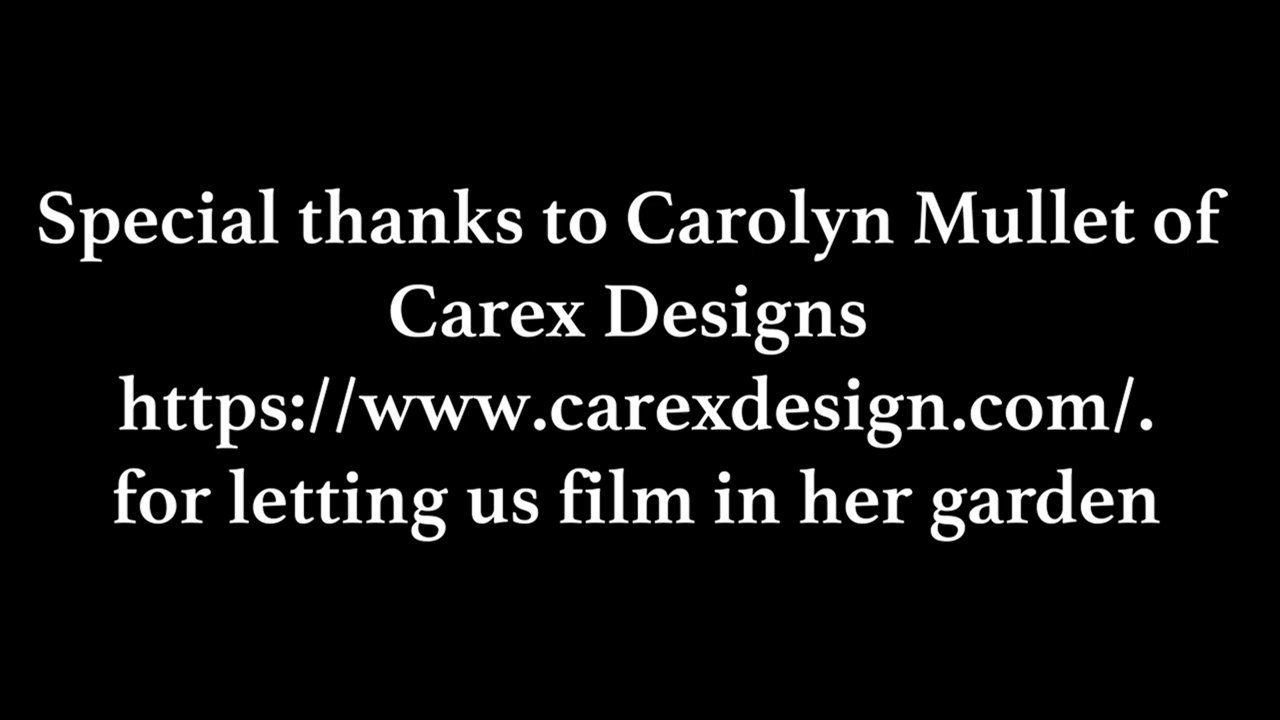 Special thanks to Carolyn Mullet of
Carex Designs
https://www.carexdesign.com/.
for letting us film in her garden